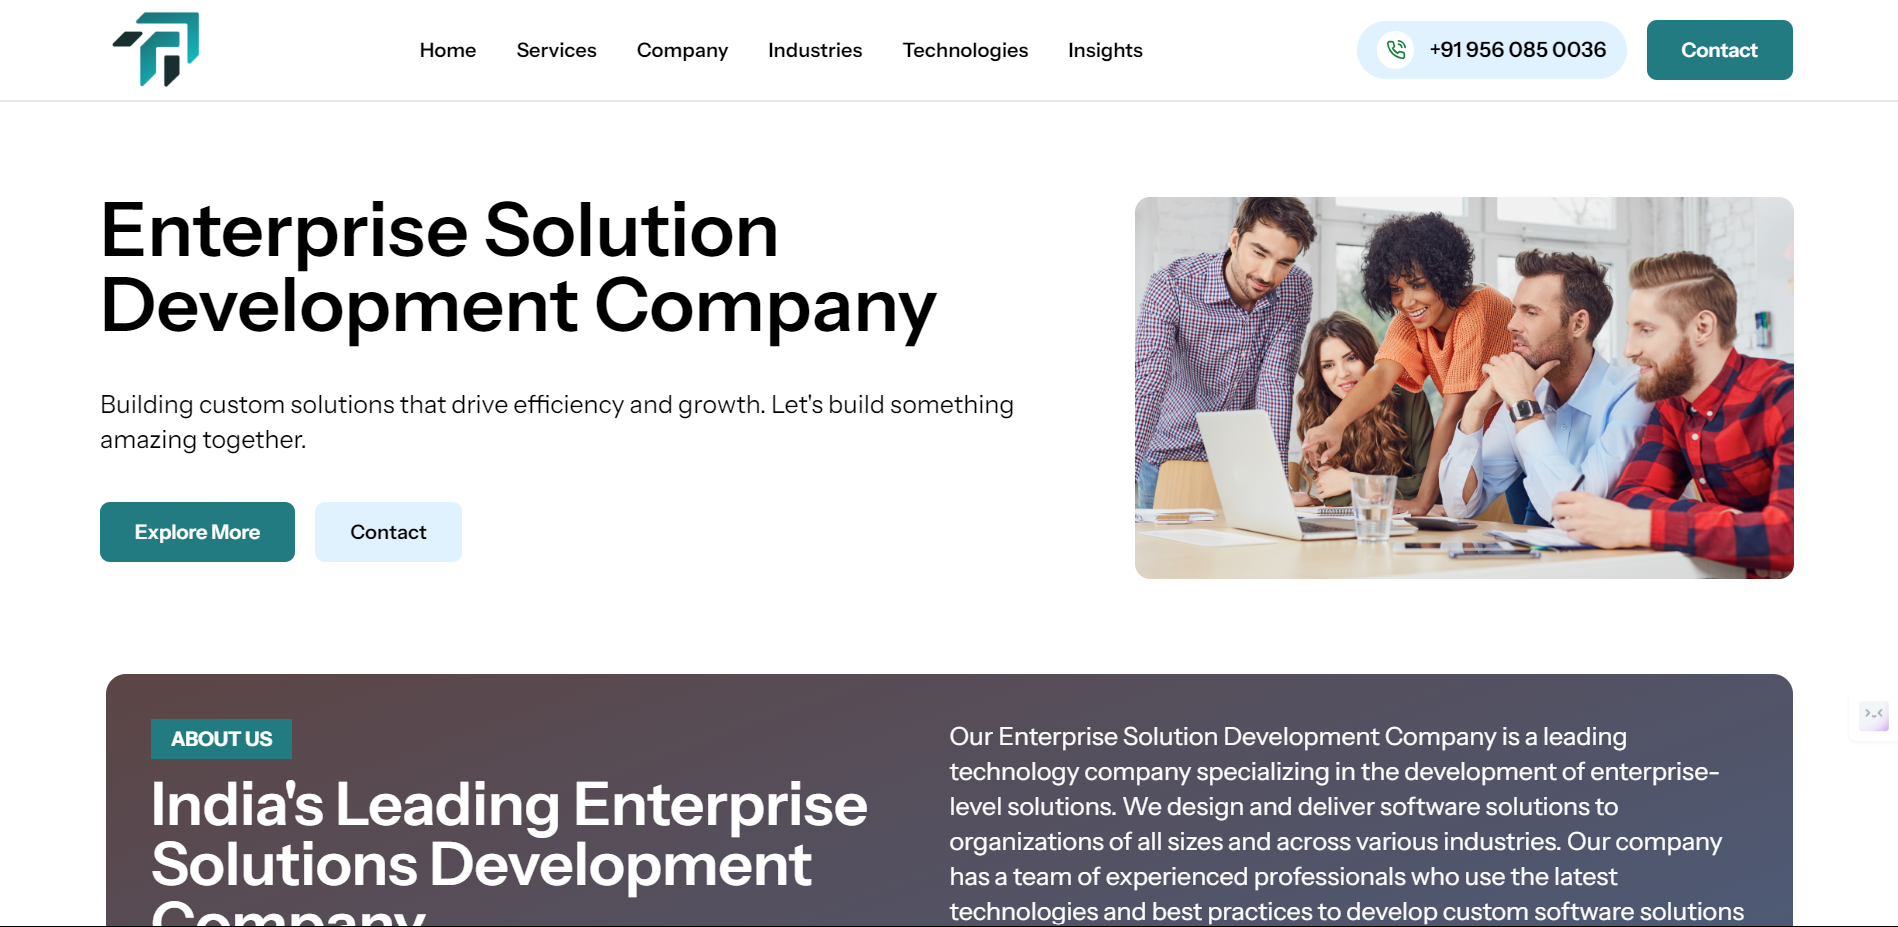 Home Services Company Industries Technologies Insights +91 956 085 0036 Contact
Enterprise Solution
Development Company
Building custom solutions that drive efficiency and growth. Let's build something
amazing together.
Explore More Contact
ABOUT US
India's Leading Enterprise
Solutions Development
Company
Our Enterprise Solution Development Company is a leading
technology company specializing in the development of enterprise-
level solutions. We design and deliver software solutions to
organizations of all sizes and across various industries. Our company
has a team of experienced professionals who use the latest
technologies and best practices to develop custom software solutions